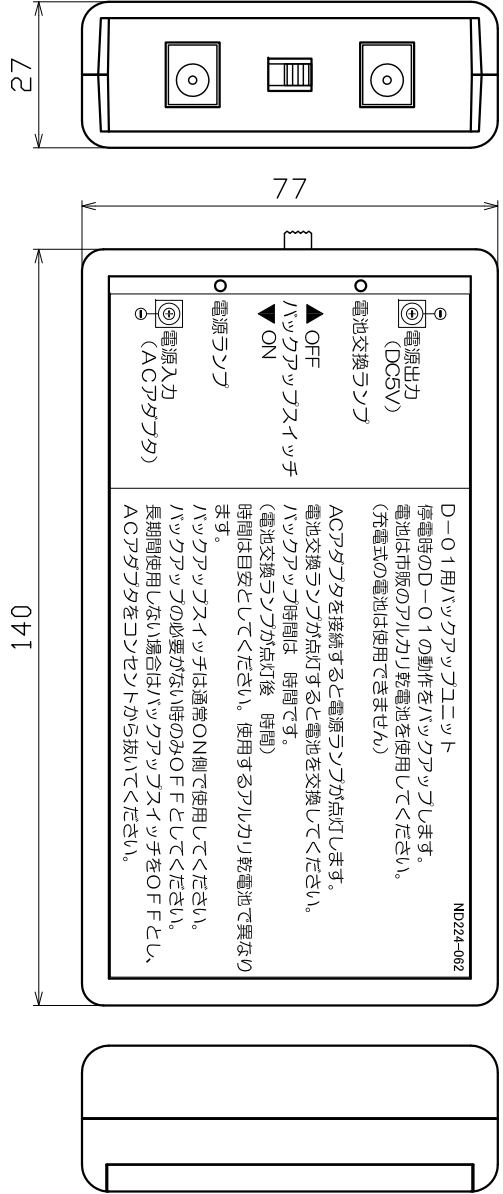 27
77
140
⊖
電源出力
(DC5V)
電池交換ランプ
OFF
バックアップスイッチ
ON
電源ランプ
⊖
電源入力
(ACアダプタ)
ND224-062
D-01用バックアップユニット
停電時のD-01の動作をバックアップします。
電池は市販のアルカリ乾電池を使用してください。
(充電式の電池は使用できません)
ACアダプタを接続すると電源ランプが点灯します。
電池交換ランプが点灯すると電池を交換してください。
バックアップ時間は　時間です。
(電池交換ランプが点灯後　時間)
時間は目安としてください。使用するアルカリ乾電池で異なり
ます。
バックアップスイッチは通常ON側で使用してください。
バックアップの必要がない時のみOFFとしてください。
長期間使用しない場合はバックアップスイッチをOFFとし、
ACアダプタをコンセントから抜いてください。